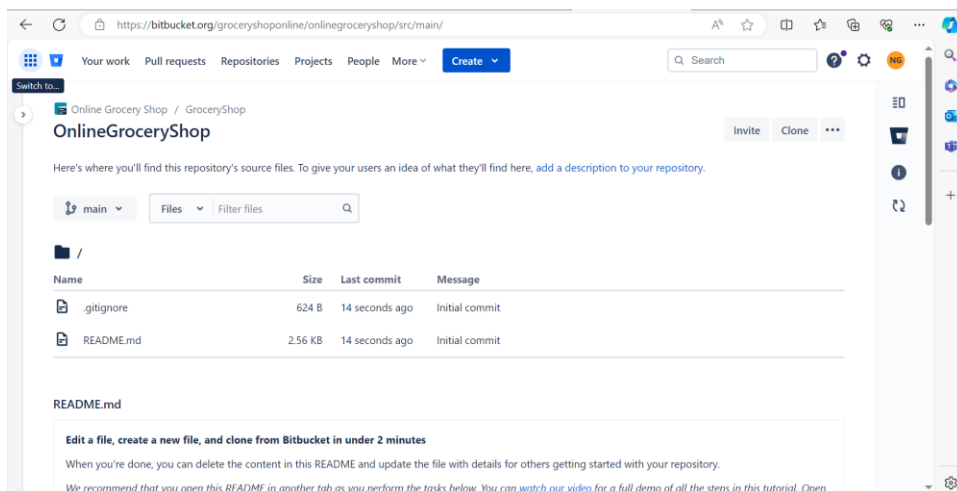 https://bitbucket.org/groceryshoponline/onlinegroceryshop/src/main/
Your work Pull requests Repositories Projects People More Create Search NG
Switch to...
Online Grocery Shop / GroceryShop
OnlineGroceryShop
Invite Clone
Here's where you'll find this repository's source files. To give your users an idea of what they'll find here, add a description to your repository.
main Files Filter files
/
Name Size Last commit Message
.gitignore 624 B 14 seconds ago Initial commit
README.md 2.56 KB 14 seconds ago Initial commit
README.md
Edit a file, create a new file, and clone from Bitbucket in under 2 minutes
When you're done, you can delete the content in this README and update the file with details for others getting started with your repository.
We recommend that you open this README in another tab as you perform the tasks below. You can watch our video for a full demo of all the steps in this tutorial. Open